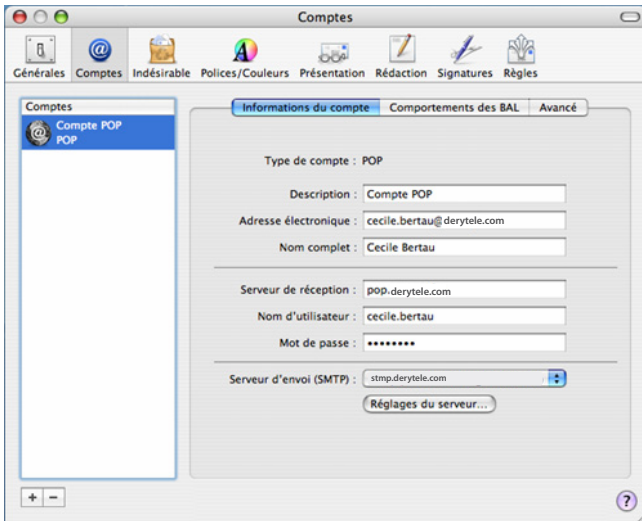 Comptes
Générales Comptes Indésirable Polices/Couleurs Présentation Rédaction Signatures Règles
Comptes
Compte POP
POP
Informations du compte Comportements des BAL Avancé
Type de compte : POP
Description : Compte POP
Adresse électronique : cecile.bertau@derytele.com
Nom complet : Cecile Bertau
Serveur de réception : pop.derytele.com
Nom d'utilisateur : cecile.bertau
Mot de passe : ••••••••
Serveur d'envoi (SMTP) : stmp.derytele.com
Réglages du serveur...
+ − ?